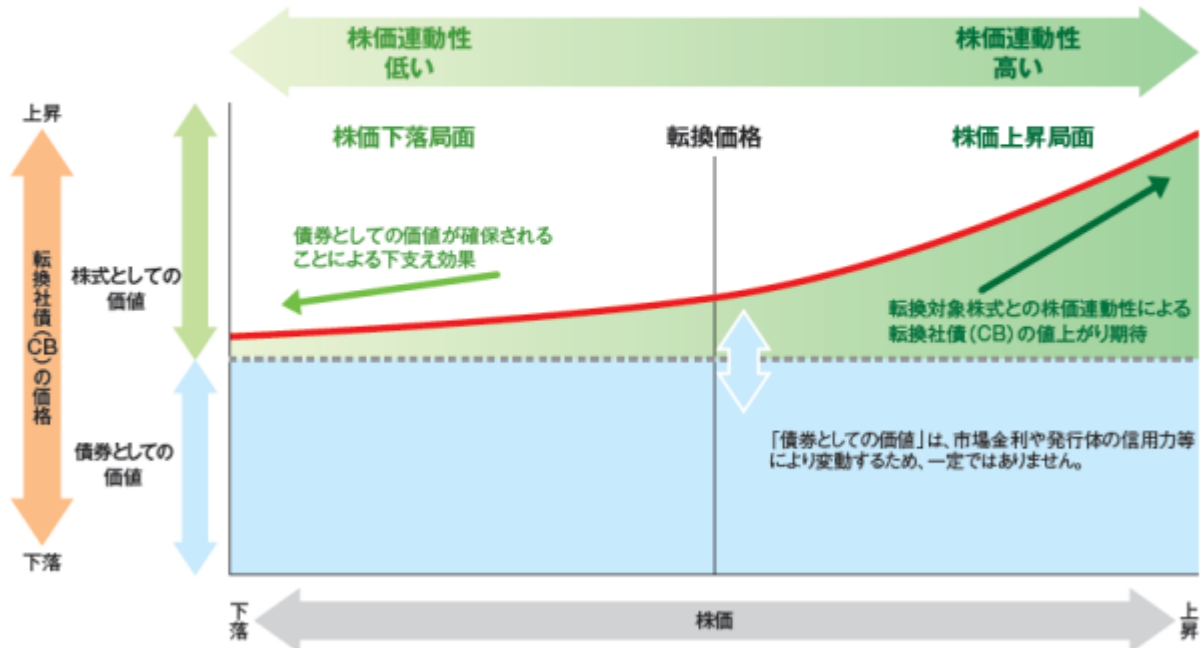 株価連動性
低い
株価連動性
高い
上昇
株価下落局面
転換価格
株価上昇局面
債券としての価値が確保される
ことによる下支え効果
転換社債(CB)の価格
株式としての
価値
転換対象株式との株価連動性による
転換社債(CB)の値上がり期待
債券としての
価値
「債券としての価値」は、市場金利や発行体の信用力等
により変動するため、一定ではありません。
下落
下落
株価
上昇